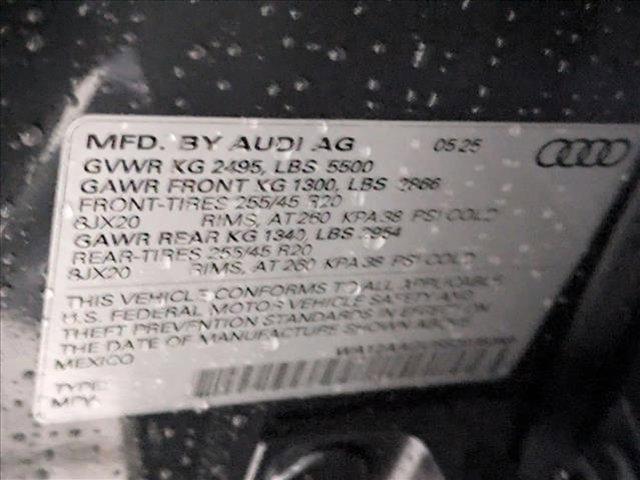 MFD. BY AUDI AG 05 25
GVWR KG 2495, LBS 5500
GAWR FRONT KG 1300, LBS 2866
FRONT-TIRES 255/45 R20
8JX20 RIMS, AT 260 KPA 38 PSI COLD
GAWR REAR KG 1340, LBS 2954
REAR-TIRES 255/45 R20
8JX20 RIMS, AT 260 KPA 38 PSI COLD
THIS VEHICLE CONFORMS TO ALL APPLICABLE
U.S. FEDERAL MOTOR VEHICLE SAFETY AND
THEFT PREVENTION STANDARDS IN EFFECT ON
THE DATE OF MANUFACTURE SHOWN ABOVE
MEXICO
TYPE:
MPV